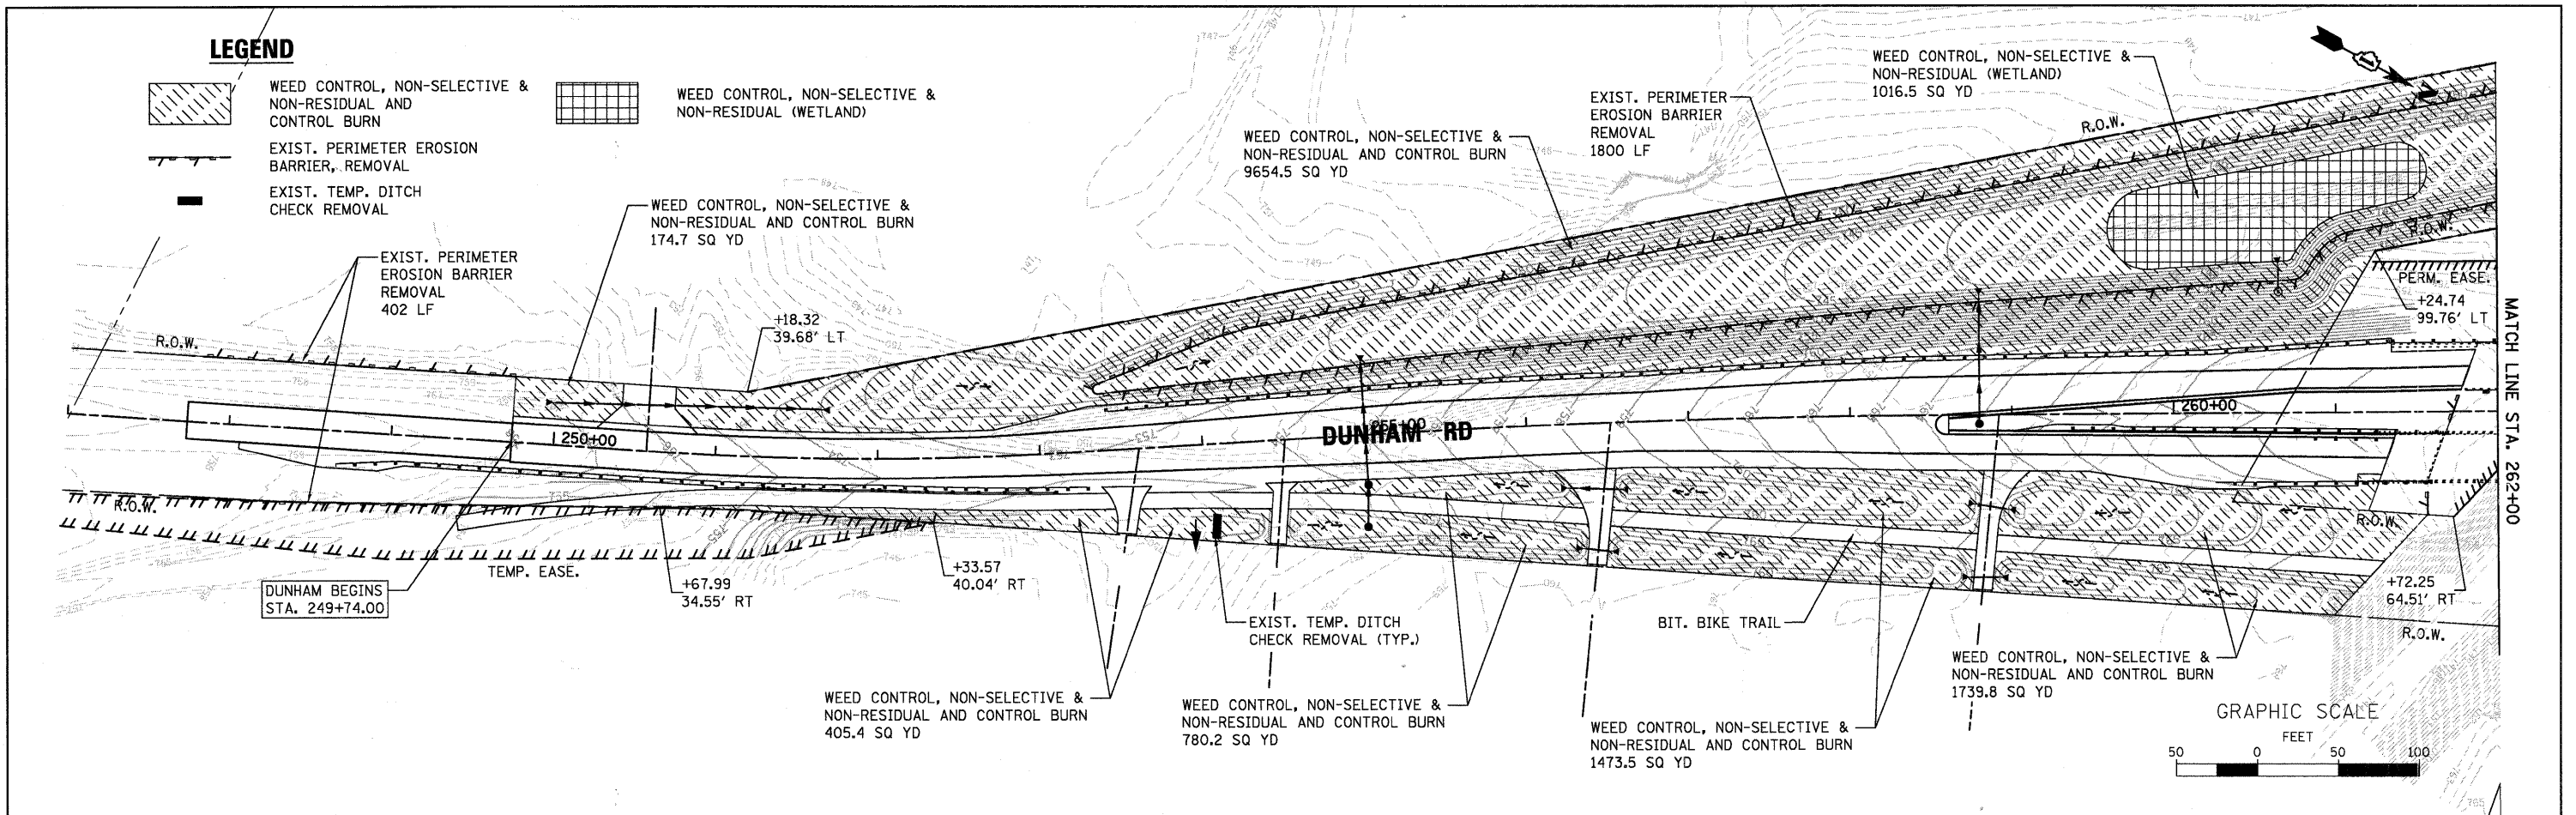 LEGEND
WEED CONTROL, NON-SELECTIVE &
NON-RESIDUAL AND
CONTROL BURN
WEED CONTROL, NON-SELECTIVE &
NON-RESIDUAL (WETLAND)
EXIST. PERIMETER EROSION
BARRIER, REMOVAL
EXIST. TEMP. DITCH
CHECK REMOVAL
WEED CONTROL, NON-SELECTIVE &
NON-RESIDUAL (WETLAND)
1016.5 SQ YD
EXIST. PERIMETER
EROSION BARRIER
REMOVAL
1800 LF
WEED CONTROL, NON-SELECTIVE &
NON-RESIDUAL AND CONTROL BURN
9654.5 SQ YD
WEED CONTROL, NON-SELECTIVE &
NON-RESIDUAL AND CONTROL BURN
174.7 SQ YD
EXIST. PERIMETER
EROSION BARRIER
REMOVAL
402 LF
R.O.W.
R.O.W.
R.O.W.
PERM. EASE.
+24.74
99.76' LT
+18.32
39.68' LT
MATCH LINE STA. 262+00
250+00
255+00
260+00
DUNHAM RD
R.O.W.
R.O.W.
TEMP. EASE.
DUNHAM BEGINS
STA. 249+74.00
+67.99
34.55' RT
+33.57
40.04' RT
EXIST. TEMP. DITCH
CHECK REMOVAL (TYP.)
BIT. BIKE TRAIL
+72.25
64.51' RT
R.O.W.
WEED CONTROL, NON-SELECTIVE &
NON-RESIDUAL AND CONTROL BURN
405.4 SQ YD
WEED CONTROL, NON-SELECTIVE &
NON-RESIDUAL AND CONTROL BURN
780.2 SQ YD
WEED CONTROL, NON-SELECTIVE &
NON-RESIDUAL AND CONTROL BURN
1473.5 SQ YD
WEED CONTROL, NON-SELECTIVE &
NON-RESIDUAL AND CONTROL BURN
1739.8 SQ YD
GRAPHIC SCALE
FEET
50 0 50 100